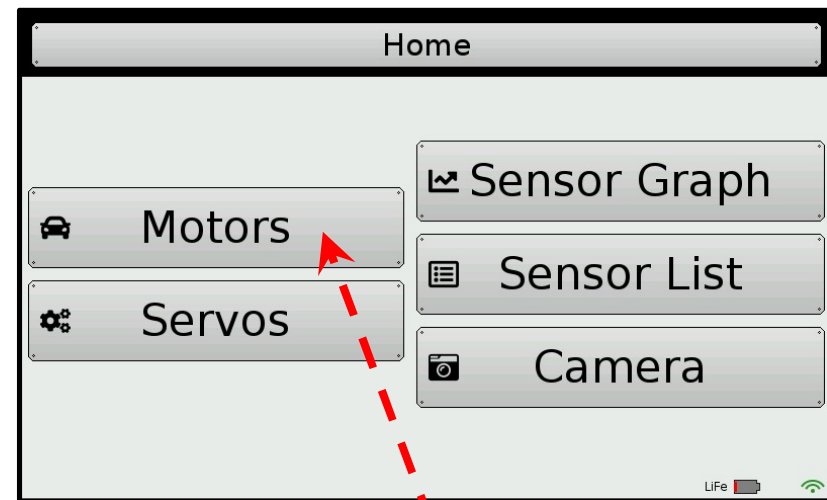 Home
Motors
Servos
Sensor Graph
Sensor List
Camera
LiFe